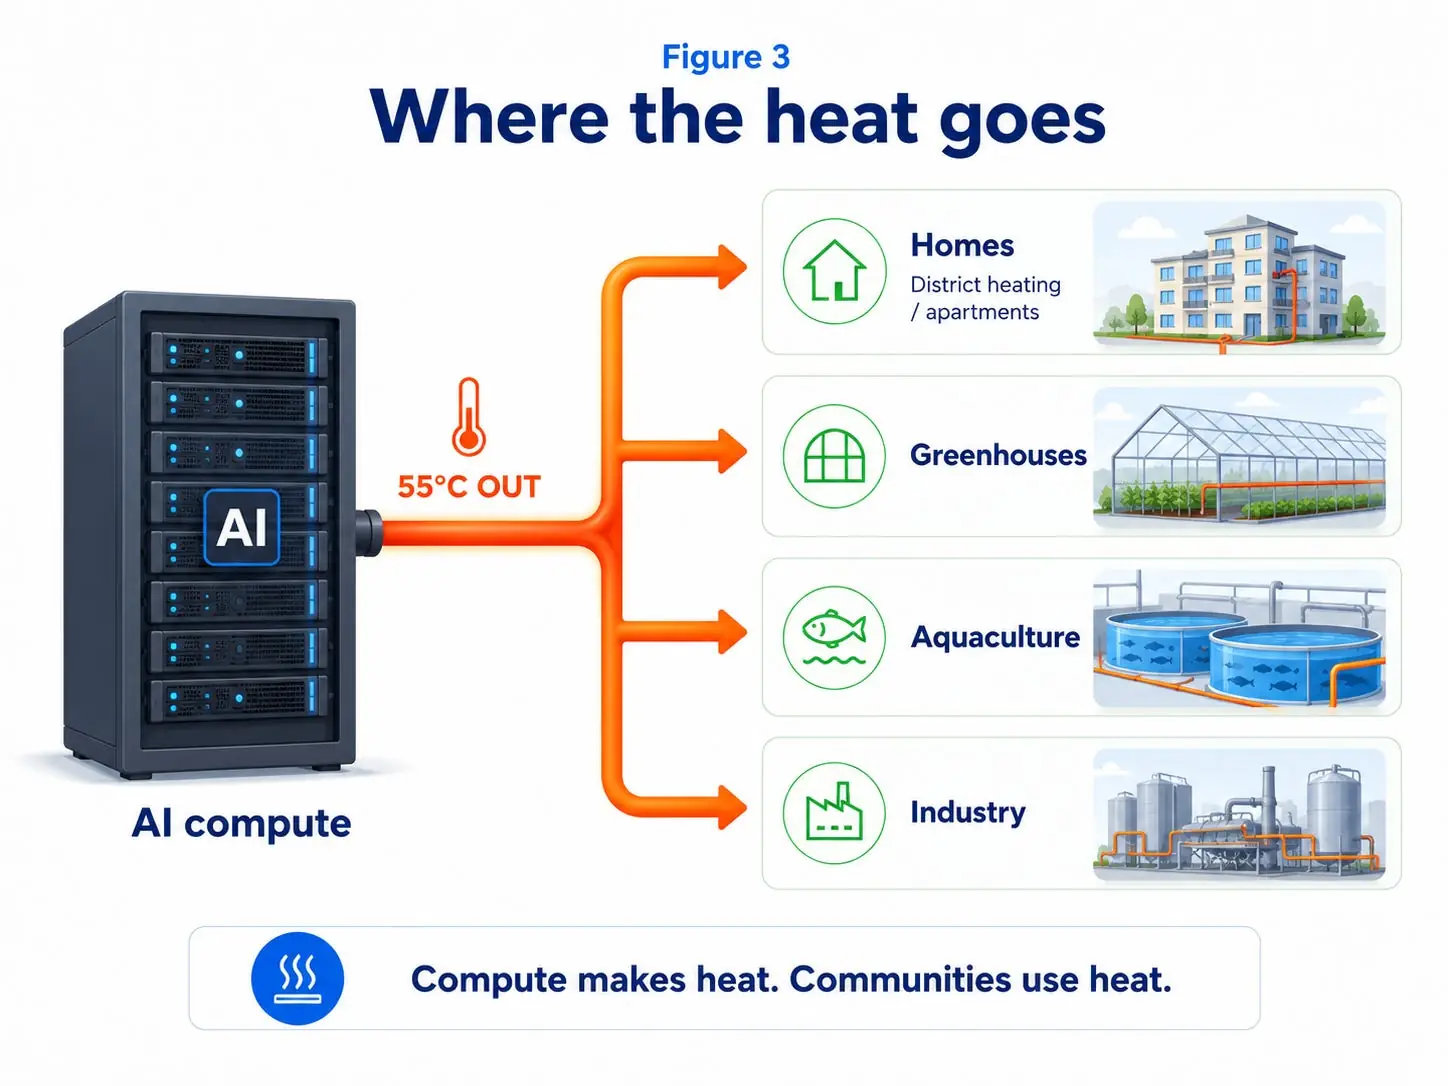 Figure 3
Where the heat goes
AI
55°C OUT
AI compute
Homes
District heating
/ apartments
Greenhouses
Aquaculture
Industry
Compute makes heat. Communities use heat.